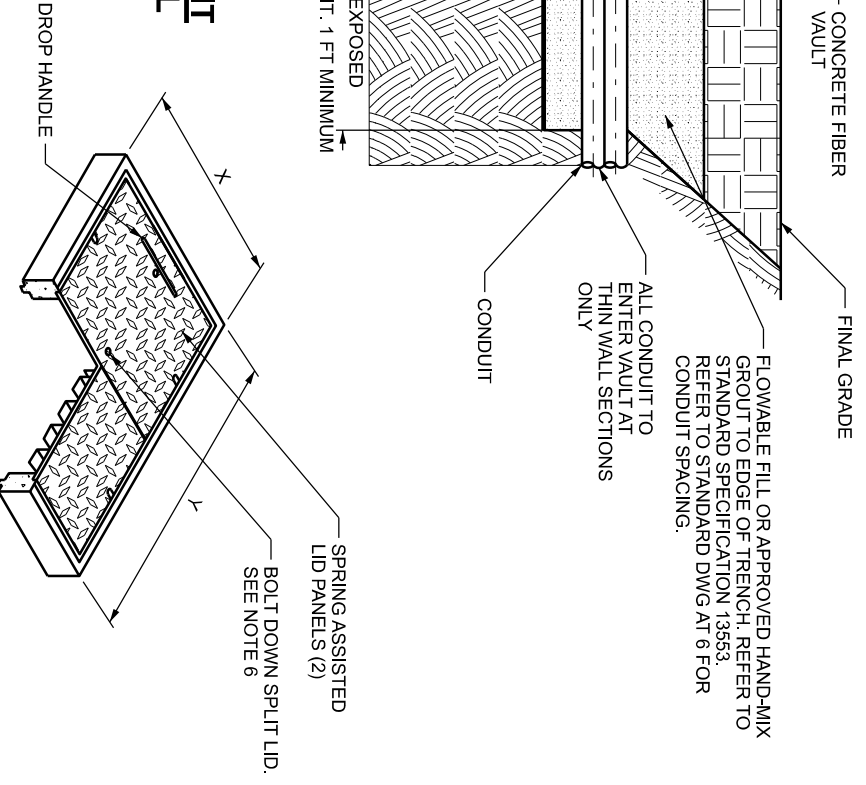 CONCRETE FIBER
VAULT
FINAL GRADE
FLOWABLE FILL OR APPROVED HAND-MIX
GROUT TO EDGE OF TRENCH. REFER TO
STANDARD SPECIFICATION 13553.
REFER TO STANDARD DWG AT 6 FOR
CONDUIT SPACING.
ALL CONDUIT TO
ENTER VAULT AT
THIN WALL SECTIONS
ONLY
CONDUIT
EXPOSED
1 FT MINIMUM
DROP HANDLE
X
Y
SPRING ASSISTED
LID PANELS (2)
BOLT DOWN SPLIT LID.
SEE NOTE 6